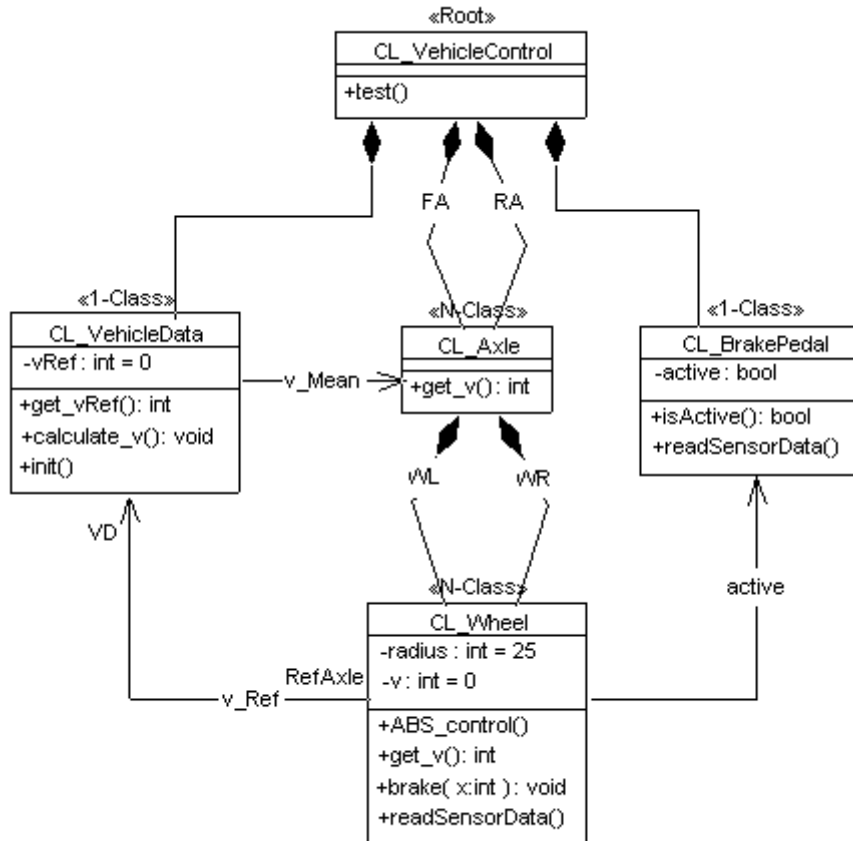 «Root»
CL_VehicleControl
+test()
FA
RA
«1-Class»
CL_VehicleData
-vRef : int = 0
+get_vRef(): int
+calculate_v(): void
+init()
v_Mean
«N-Class»
CL_Axle
+get_v(): int
«1-Class»
CL_BrakePedal
-active : bool
+isActive(): bool
+readSensorData()
WL
WR
VD
active
«N-Class»
CL_Wheel
-radius : int = 25
-v : int = 0
+ABS_control()
+get_v(): int
+brake( x:int ) : void
+readSensorData()
RefAxle
v_Ref